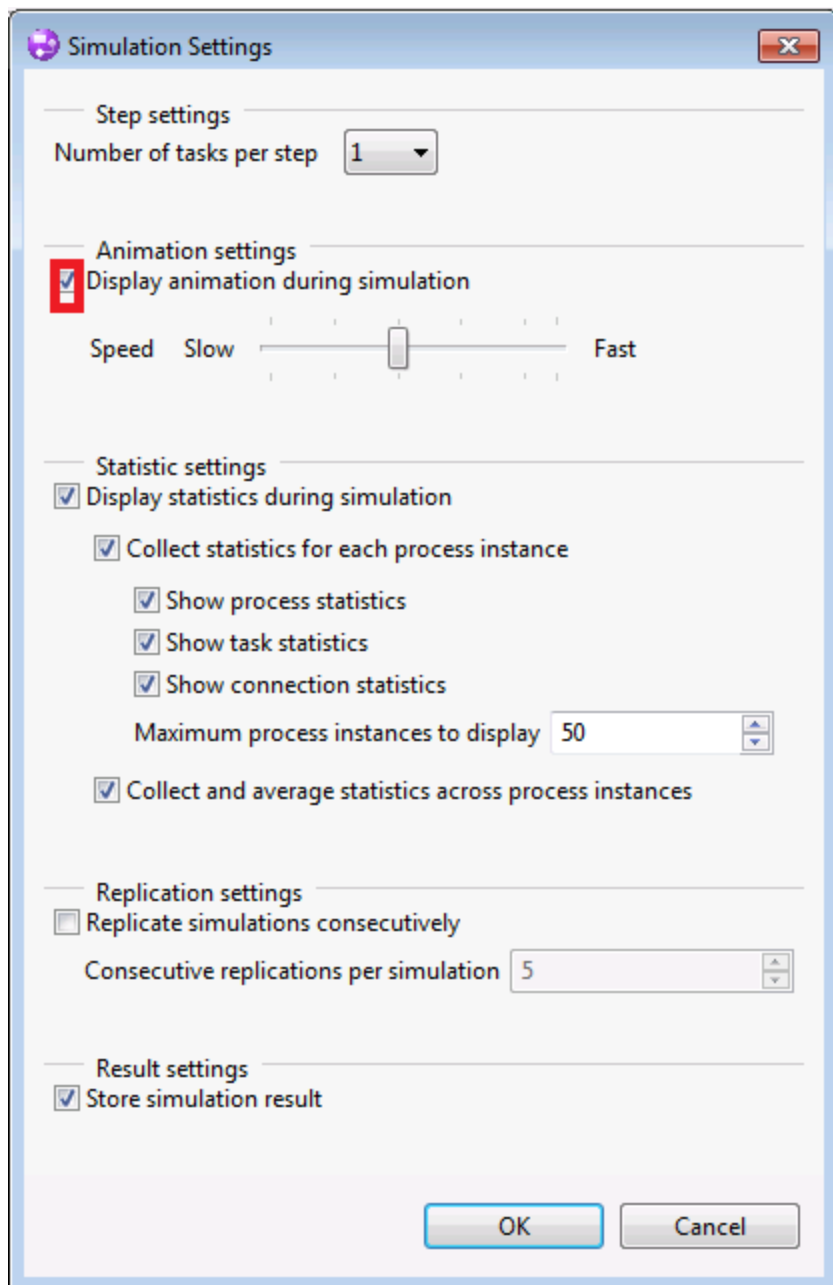 Simulation Settings
Step settings
Number of tasks per step 1
Animation settings
Display animation during simulation
Speed Slow Fast
Statistic settings
Display statistics during simulation
Collect statistics for each process instance
Show process statistics
Show task statistics
Show connection statistics
Maximum process instances to display 50
Collect and average statistics across process instances
Replication settings
Replicate simulations consecutively
Consecutive replications per simulation 5
Result settings
Store simulation result
OK Cancel